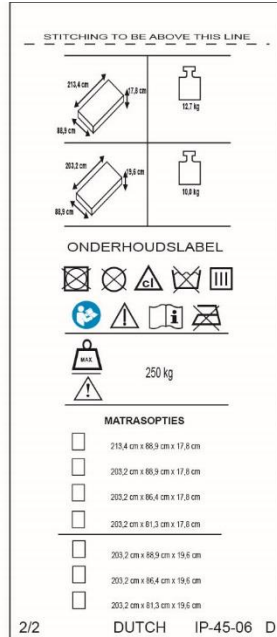 STITCHING TO BE ABOVE THIS LINE
213,4 cm
17,8 cm
88,9 cm
12,7 kg
203,2 cm
19,6 cm
88,9 cm
10,8 kg
ONDERHOUDSLABEL
cl
MAX
250 kg
MATRASOPTIES
213,4 cm x 88,9 cm x 17,8 cm
203,2 cm x 88,9 cm x 17,8 cm
203,2 cm x 86,4 cm x 17,8 cm
203,2 cm x 81,3 cm x 17,8 cm
203,2 cm x 88,9 cm x 19,6 cm
203,2 cm x 86,4 cm x 19,6 cm
203,2 cm x 81,3 cm x 19,6 cm
2/2 DUTCH IP-45-06 D